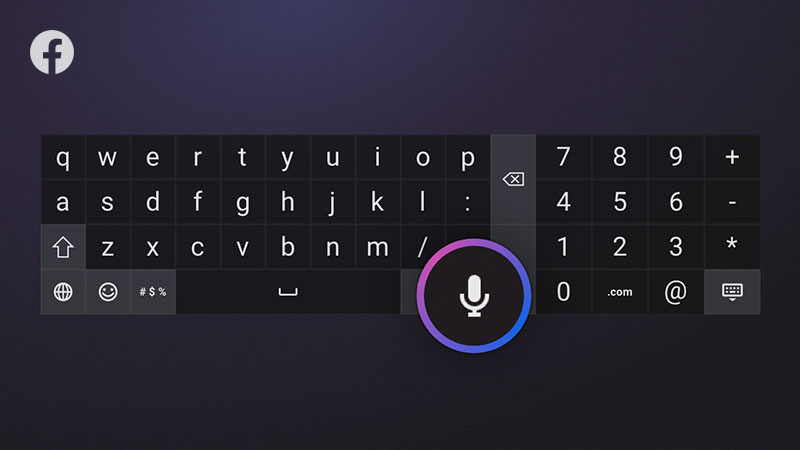 q w e r t y u i o p 7 8 9 +
a s d f g h j k l : 4 5 6 -
z x c v b n m / 1 2 3 *
#$% 0 .com @